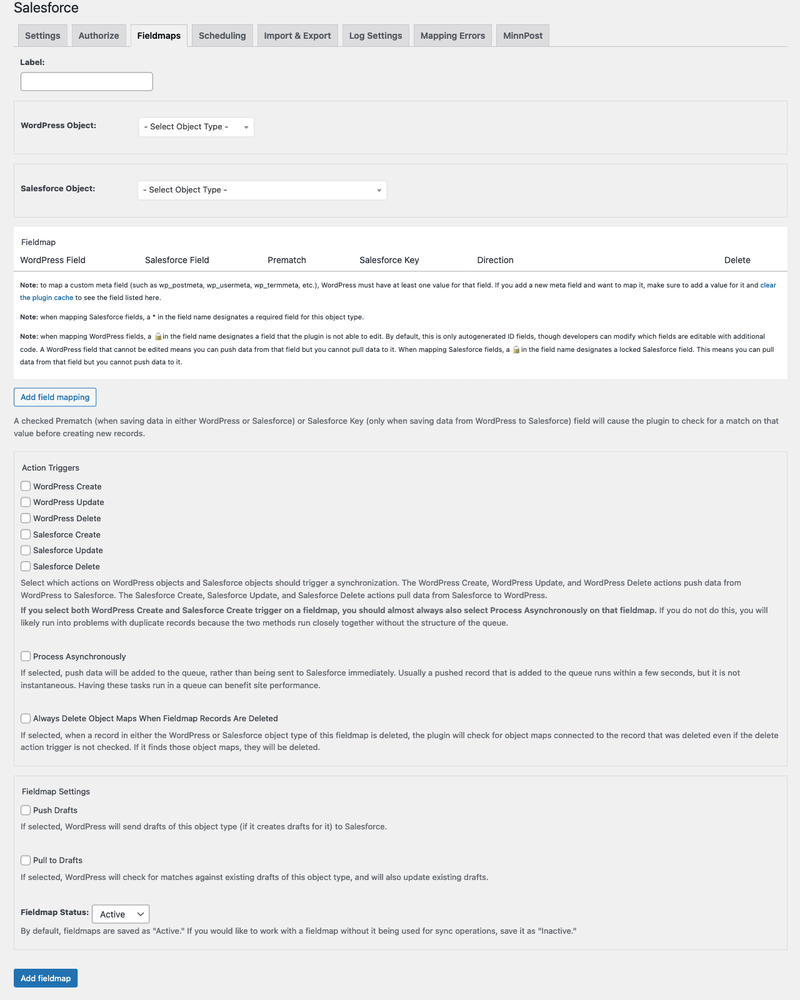 Salesforce
Settings Authorize Fieldmaps Scheduling Import & Export Log Settings Mapping Errors MinnPost
Label:
WordPress Object: - Select Object Type -
Salesforce Object: - Select Object Type -
Fieldmap
WordPress Field Salesforce Field Prematch Salesforce Key Direction Delete
Note: to map a custom meta field (such as wp_postmeta, wp_usermeta, wp_termmeta, etc.), WordPress must have at least one value for that field. If you add a new meta field and want to map it, make sure to add a value for it and clear
the plugin cache to see the field listed here.
Note: when mapping Salesforce fields, a * in the field name designates a required field for this object type.
Note: when mapping WordPress fields, a 🔒in the field name designates a field that the plugin is not able to edit. By default, this is only autogenerated ID fields, though developers can modify which fields are editable with additional
code. A WordPress field that cannot be edited means you can push data from that field but you cannot pull data to it. When mapping Salesforce fields, a 🔒in the field name designates a locked Salesforce field. This means you can pull
data from that field but you cannot push data to it.
Add field mapping
A checked Prematch (when saving data in either WordPress or Salesforce) or Salesforce Key (only when saving data from WordPress to Salesforce) field will cause the plugin to check for a match on that
value before creating new records.
Action Triggers
WordPress Create
WordPress Update
WordPress Delete
Salesforce Create
Salesforce Update
Salesforce Delete
Select which actions on WordPress objects and Salesforce objects should trigger a synchronization. The WordPress Create, WordPress Update, and WordPress Delete actions push data from
WordPress to Salesforce. The Salesforce Create, Salesforce Update, and Salesforce Delete actions pull data from Salesforce to WordPress.
If you select both WordPress Create and Salesforce Create trigger on a fieldmap, you should almost always also select Process Asynchronously on that fieldmap. If you do not do this, you will
likely run into problems with duplicate records because the two methods run closely together without the structure of the queue.
Process Asynchronously
If selected, push data will be added to the queue, rather than being sent to Salesforce immediately. Usually a pushed record that is added to the queue runs within a few seconds, but it is not
instantaneous. Having these tasks run in a queue can benefit site performance.
Always Delete Object Maps When Fieldmap Records Are Deleted
If selected, when a record in either the WordPress or Salesforce object type of this fieldmap is deleted, the plugin will check for object maps connected to the record that was deleted even if the delete
action trigger is not checked. If it finds those object maps, they will be deleted.
Fieldmap Settings
Push Drafts
If selected, WordPress will send drafts of this object type (if it creates drafts for it) to Salesforce.
Pull to Drafts
If selected, WordPress will check for matches against existing drafts of this object type, and will also update existing drafts.
Fieldmap Status: Active
By default, fieldmaps are saved as "Active." If you would like to work with a fieldmap without it being used for sync operations, save it as "Inactive."
Add fieldmap